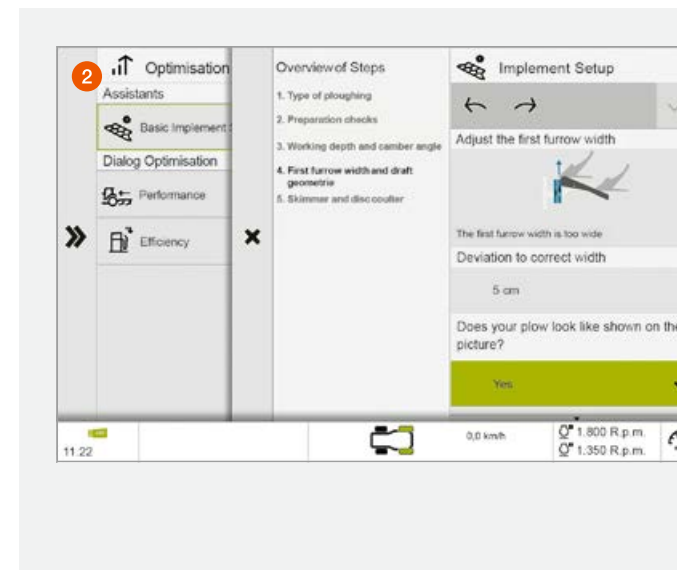 2
Optimisation
Assistants
Basic Implement S
Dialog Optimisation
Performance
Efficiency
Overview of Steps
1. Type of ploughing
2. Preparation checks
3. Working depth and camber angle
4. First furrow width and draft
geometrie
5. Skimmer and disc coulter
Implement Setup
Adjust the first furrow width
The first furrow width is too wide
Deviation to correct width
5 cm
Does your plow look like shown on the
picture?
Yes
11.22
0,0 km/h
1.800 R.p.m.
1.350 R.p.m.